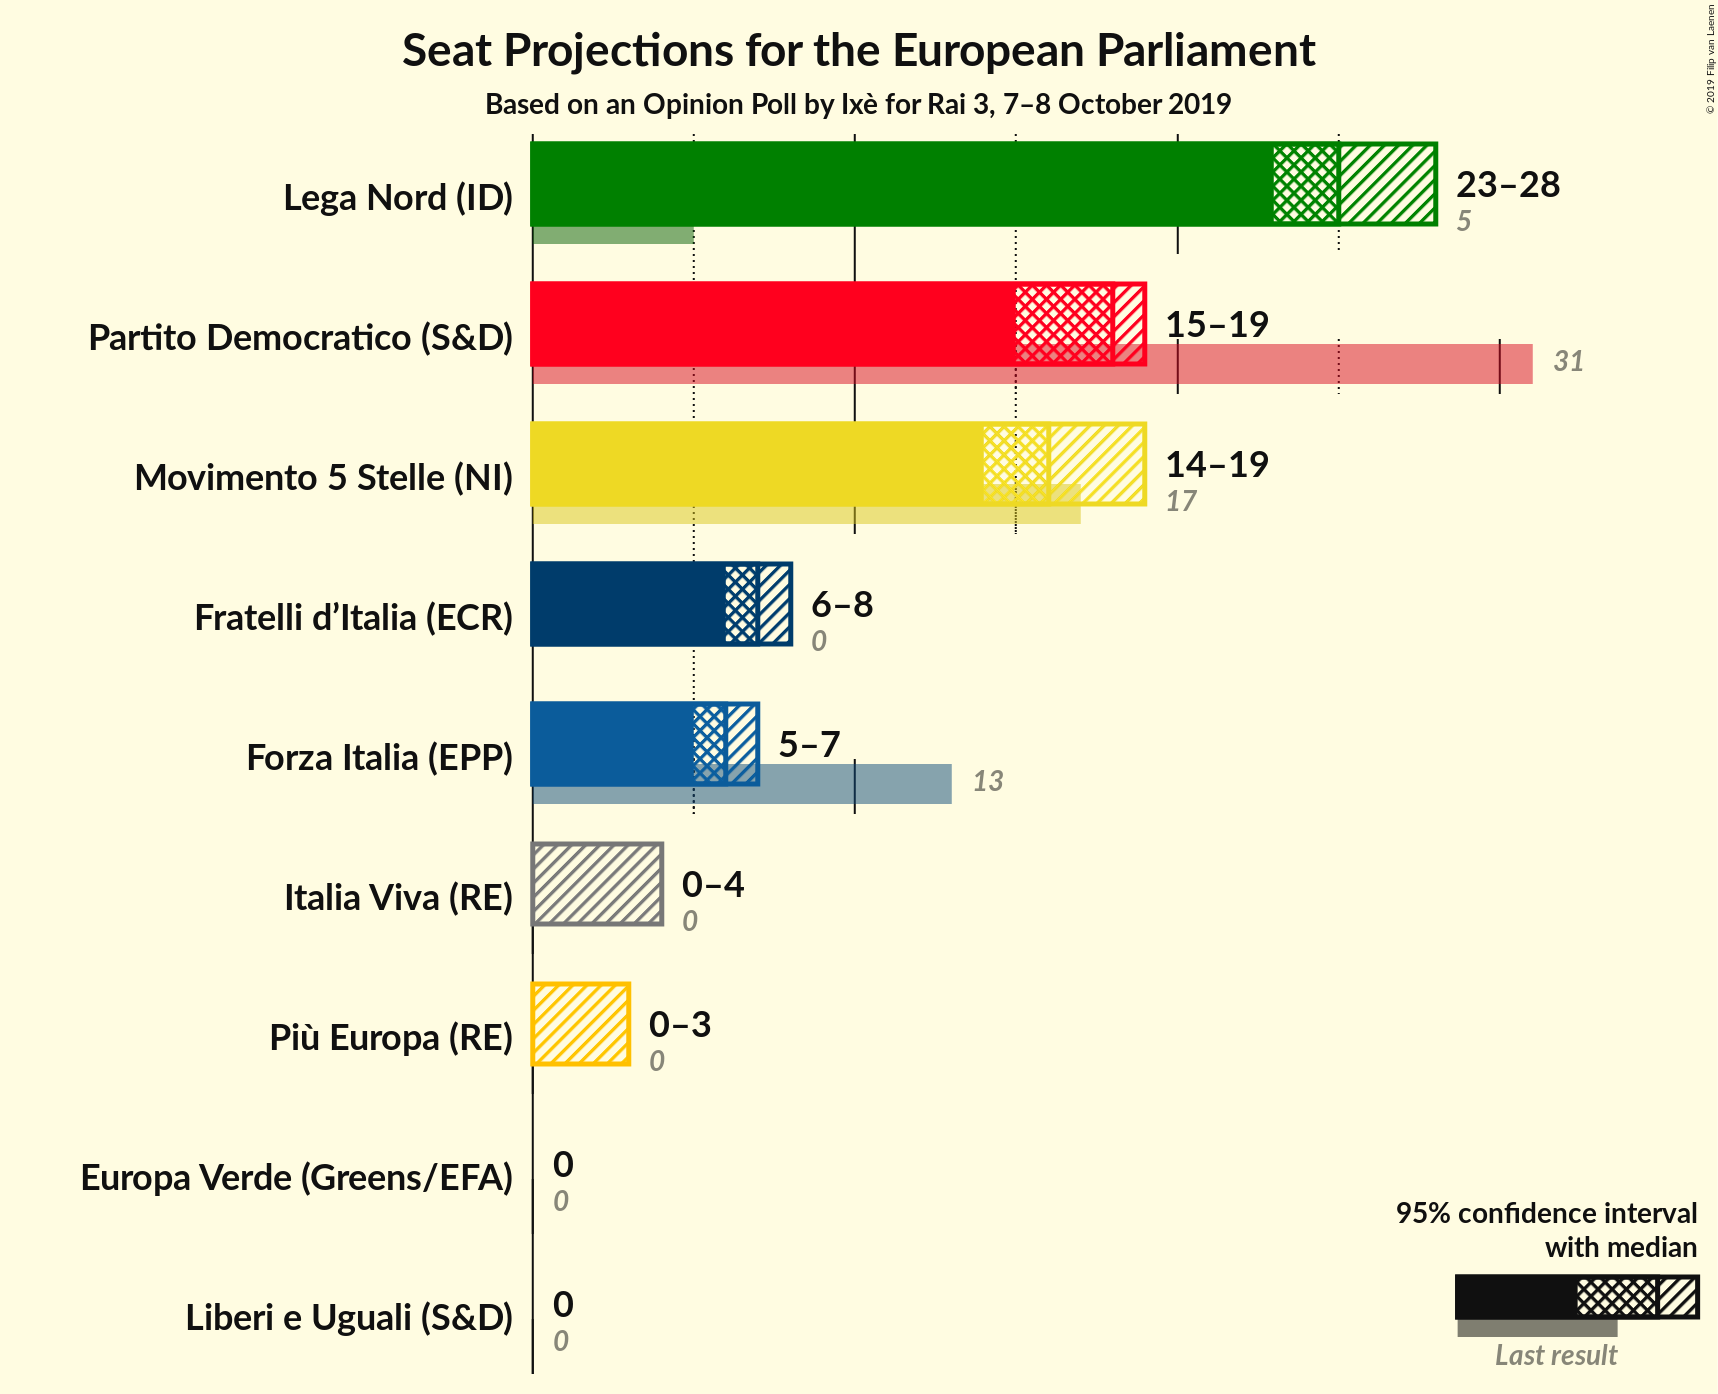 Seat Projections for the European Parliament
Based on an Opinion Poll by Ixè for Rai 3, 7–8 October 2019
© 2019 Filip van Laenen
Lega Nord (ID)
23–28
5
Partito Democratico (S&D)
15–19
31
Movimento 5 Stelle (NI)
14–19
17
Fratelli d’Italia (ECR)
6–8
0
Forza Italia (EPP)
5–7
13
Italia Viva (RE)
0–4
0
Più Europa (RE)
0–3
0
Europa Verde (Greens/EFA)
0
0
Liberi e Uguali (S&D)
0
0
95% confidence interval
with median
Last result